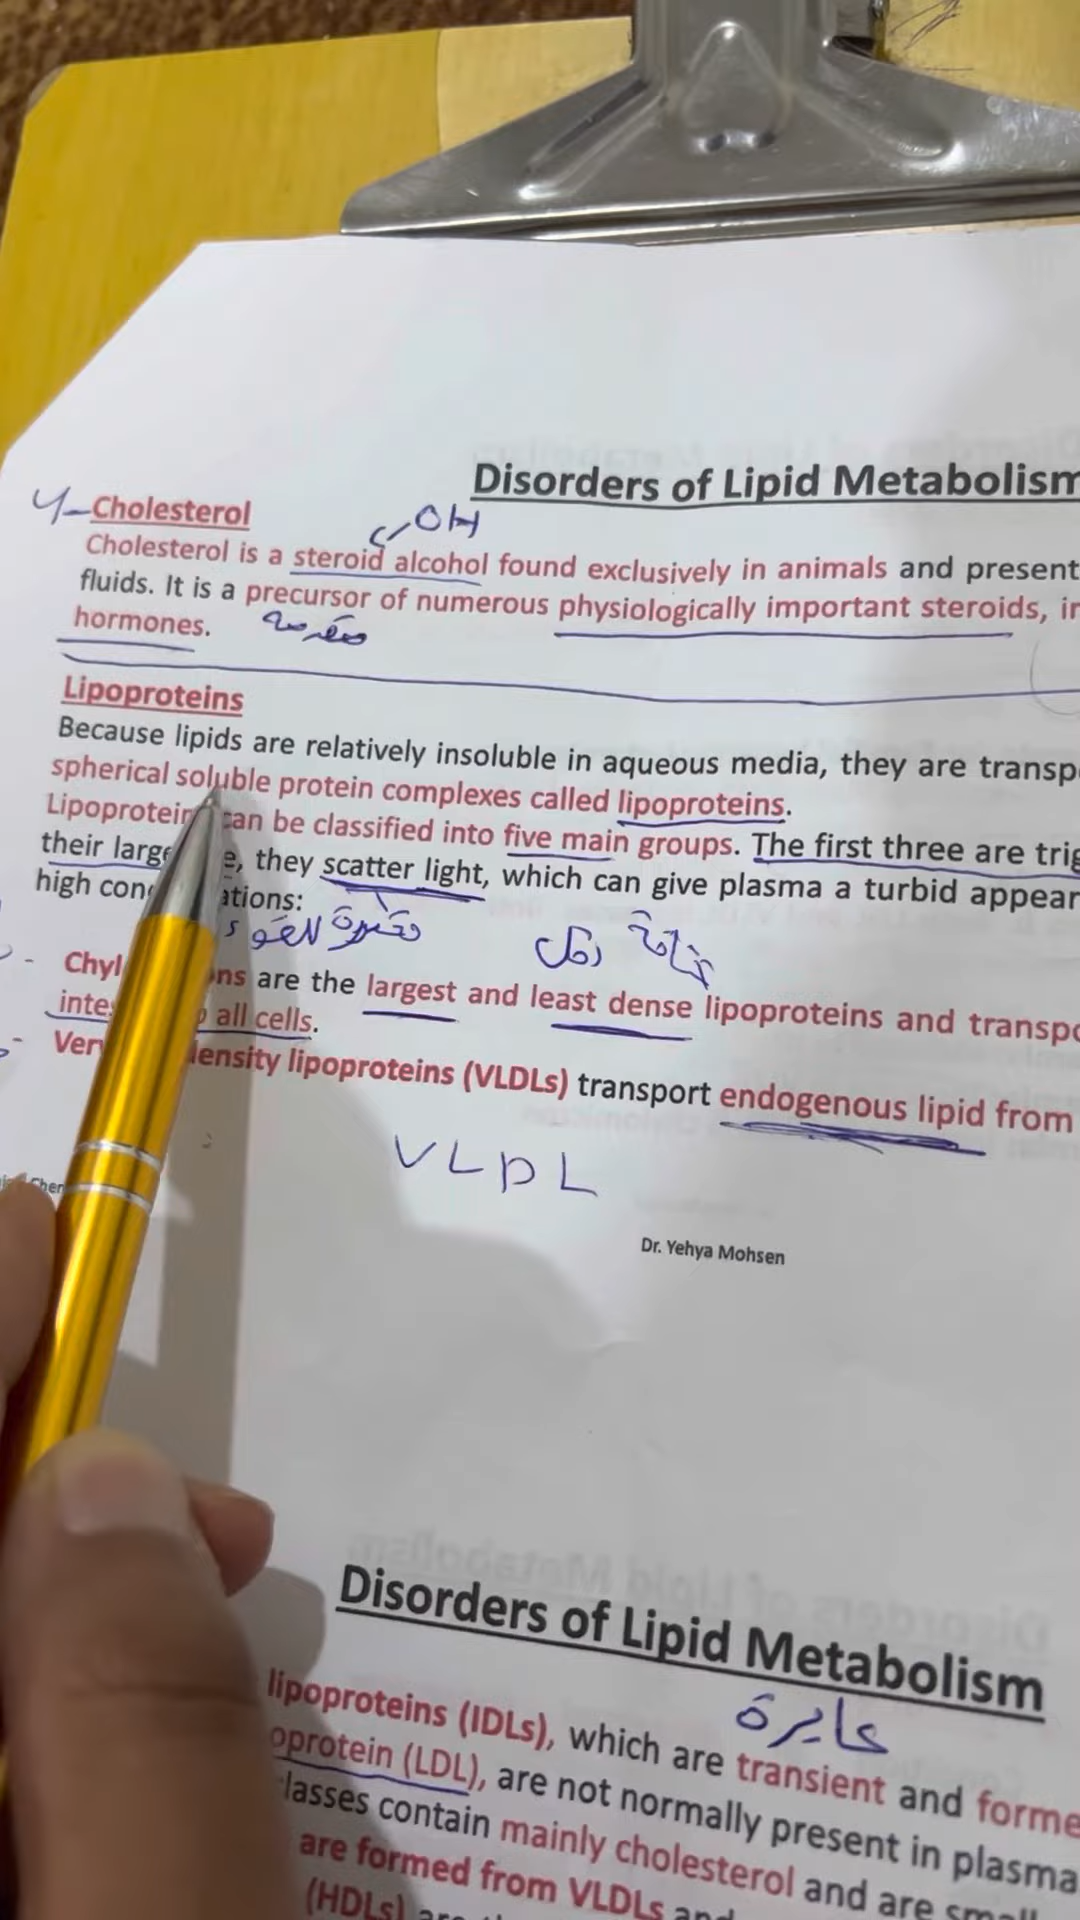 Disorders of Lipid Metabolism
Cholesterol
OH
Cholesterol is a steroid alcohol found exclusively in animals and present
fluids. It is a precursor of numerous physiologically important steroids, in
hormones.
Lipoproteins
Because lipids are relatively insoluble in aqueous media, they are transp
spherical soluble protein complexes called lipoproteins.
Lipoprotein can be classified into five main groups. The first three are trig
their large e, they scatter light, which can give plasma a turbid appear
high con ations:
كثافة اقل
- Chyl ns are the largest and least dense lipoproteins and transpo
inte all cells.
- Very density lipoproteins (VLDLs) transport endogenous lipid from
VLDL
Dr. Yehya Mohsen
Disorders of Lipid Metabolism
عابرة
lipoproteins (IDLs), which are transient and forme
oprotein (LDL), are not normally present in plasma
lasses contain mainly cholesterol and are small
are formed from VLDLs and
(HDLs) are